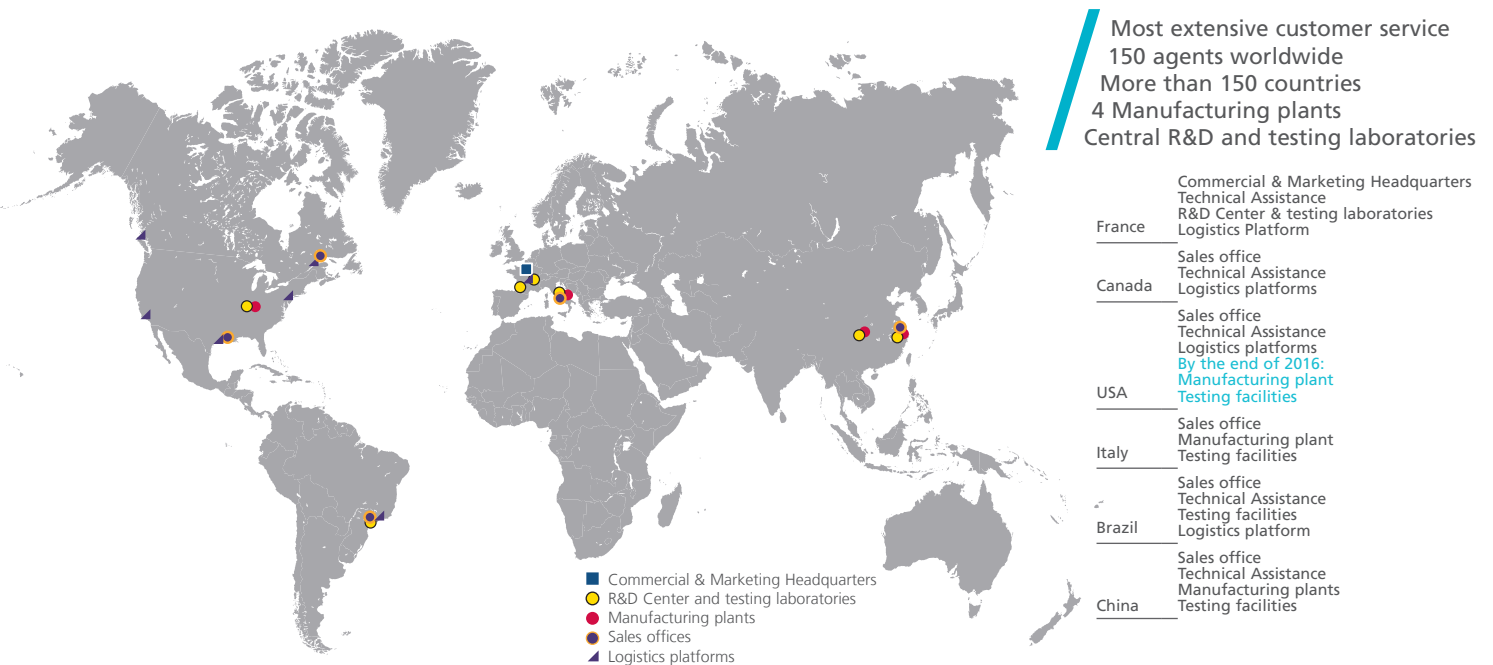 Most extensive customer service
150 agents worldwide
More than 150 countries
4 Manufacturing plants
Central R&D and testing laboratories
France
Commercial & Marketing Headquarters
Technical Assistance
R&D Center & testing laboratories
Logistics Platform
Canada
Sales office
Technical Assistance
Logistics platforms
USA
Sales office
Technical Assistance
Logistics platforms
By the end of 2016:
Manufacturing plant
Testing facilities
Italy
Sales office
Manufacturing plant
Testing facilities
Brazil
Sales office
Technical Assistance
Testing facilities
Logistics platform
China
Sales office
Technical Assistance
Manufacturing plants
Testing facilities
Commercial & Marketing Headquarters
R&D Center and testing laboratories
Manufacturing plants
Sales offices
Logistics platforms